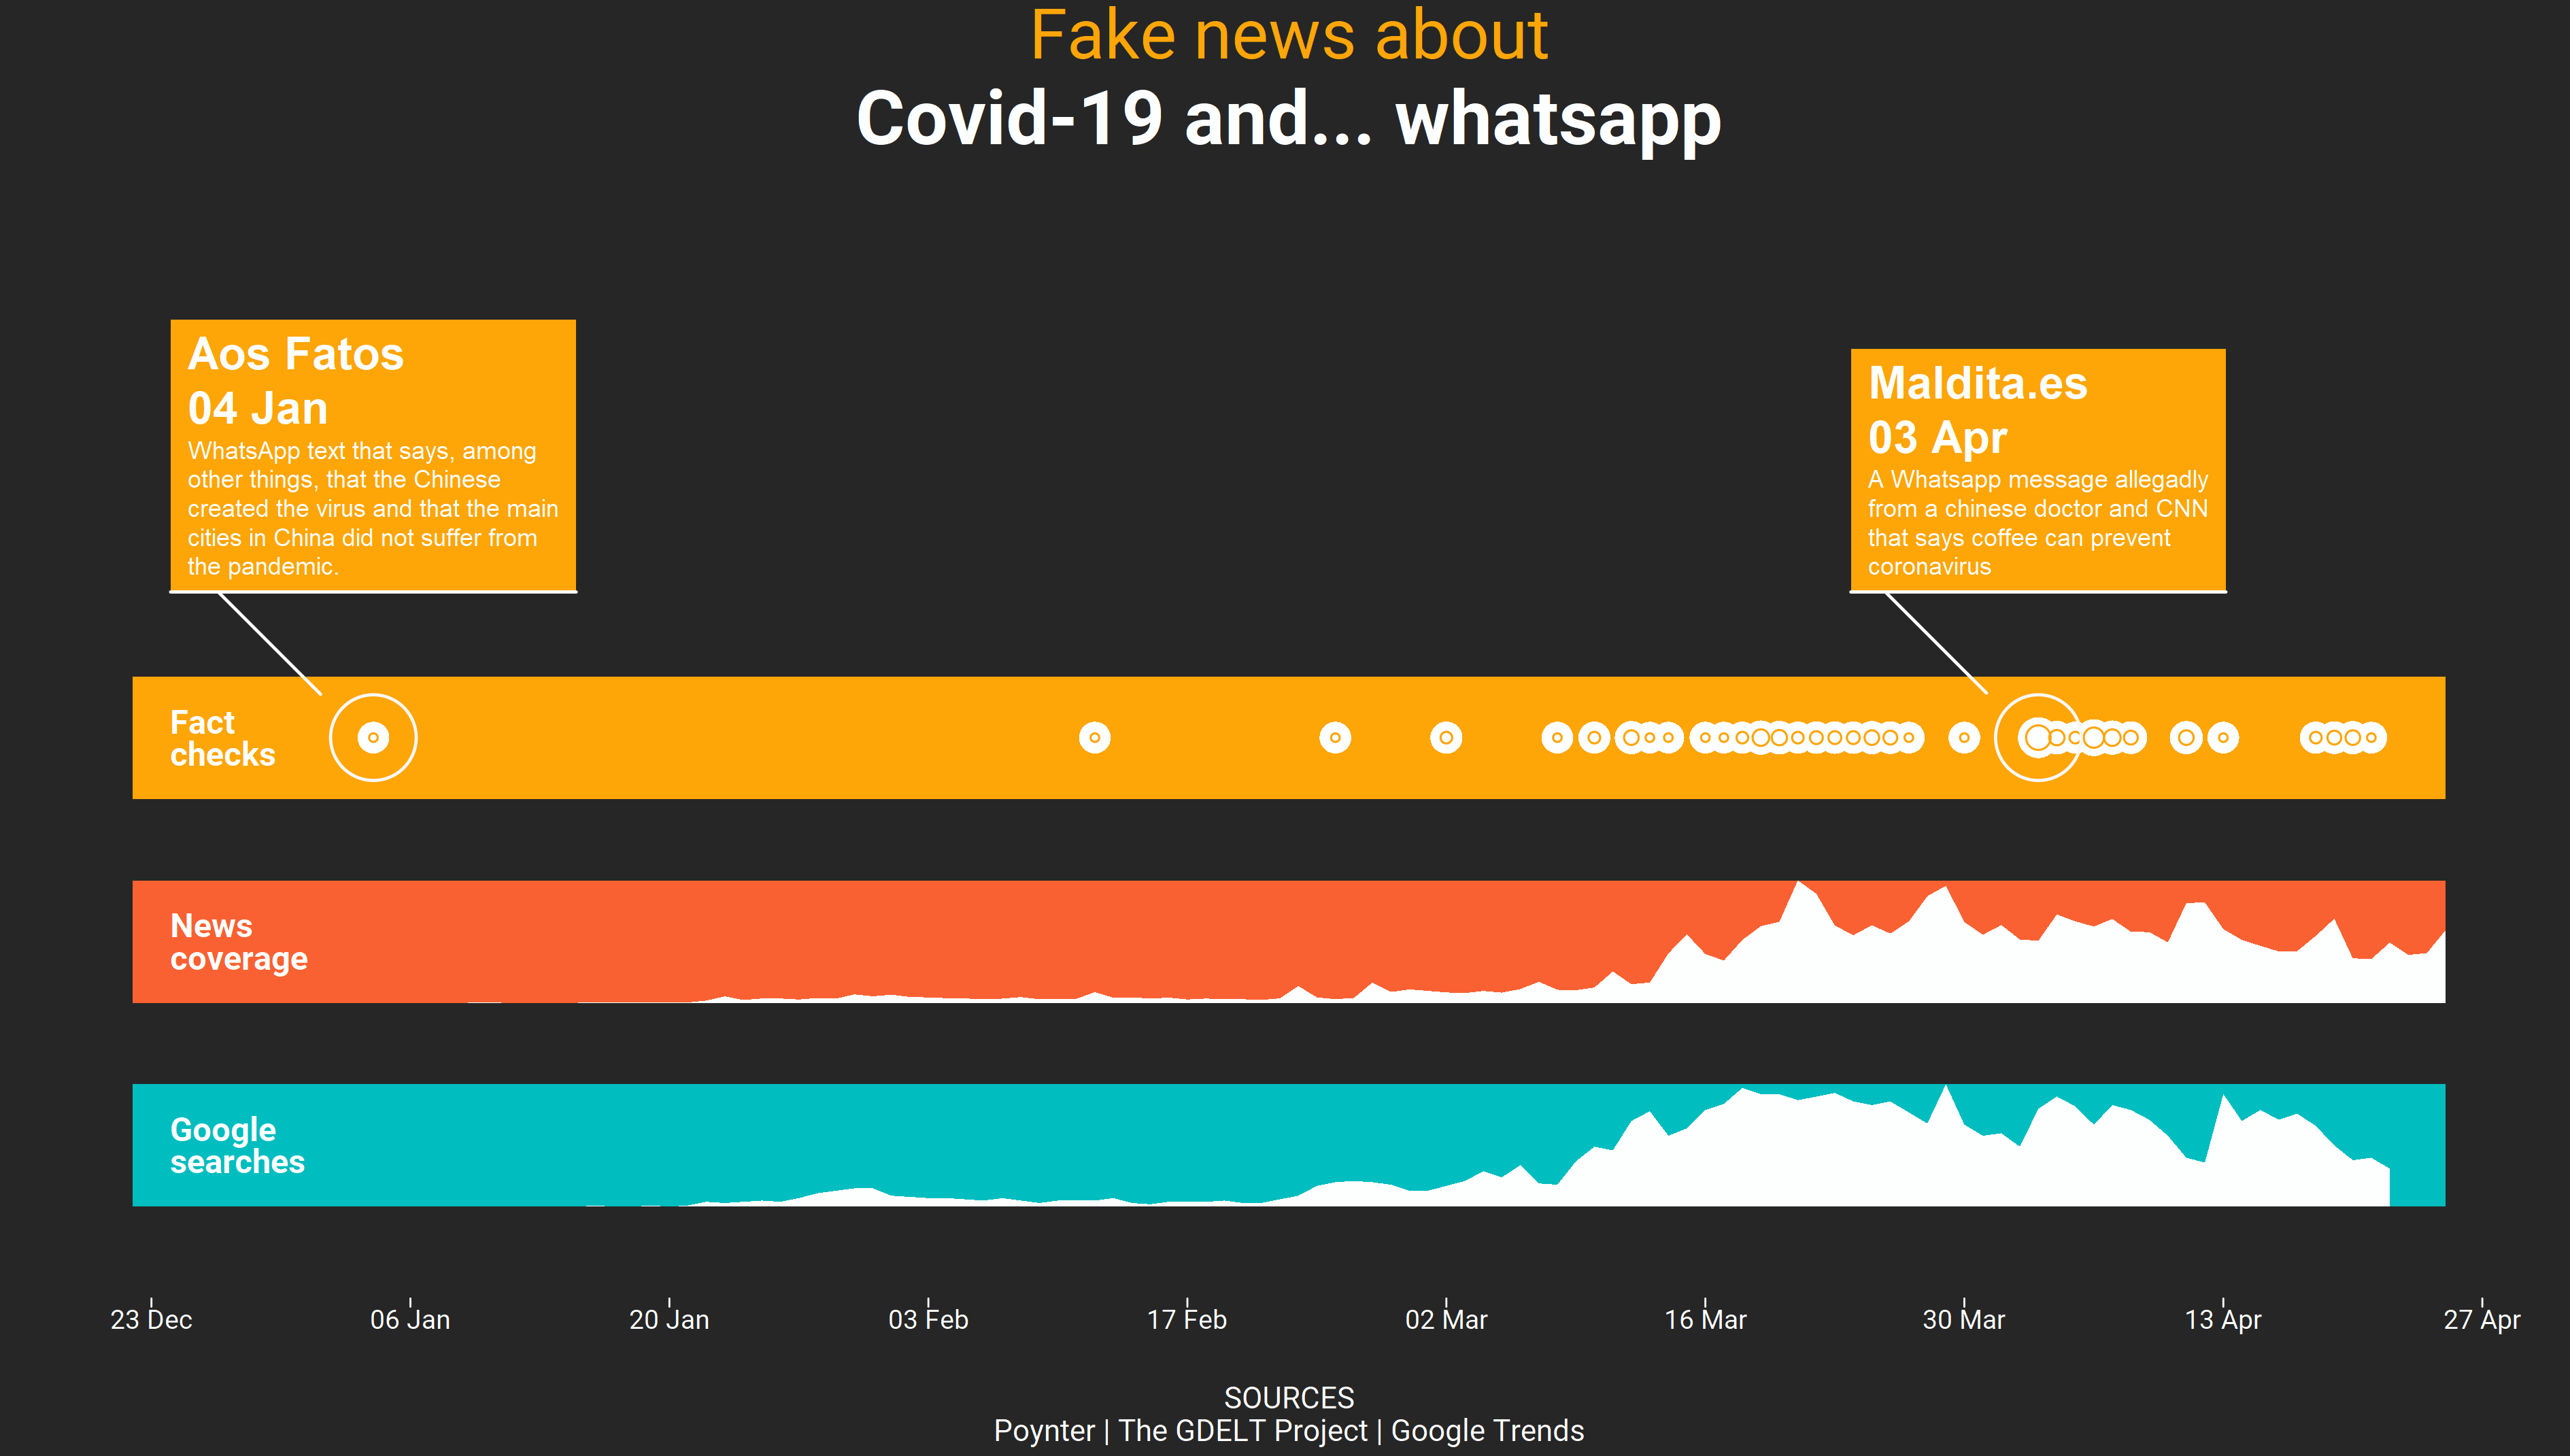 Fake news about
Covid-19 and... whatsapp
Aos Fatos
04 Jan
WhatsApp text that says, among
other things, that the Chinese
created the virus and that the main
cities in China did not suffer from
the pandemic.
Maldita.es
03 Apr
A Whatsapp message allegadly
from a chinese doctor and CNN
that says coffee can prevent
coronavirus
Fact
checks
News
coverage
Google
searches
23 Dec 06 Jan 20 Jan 03 Feb 17 Feb 02 Mar 16 Mar 30 Mar 13 Apr 27 Apr
SOURCES
Poynter | The GDELT Project | Google Trends